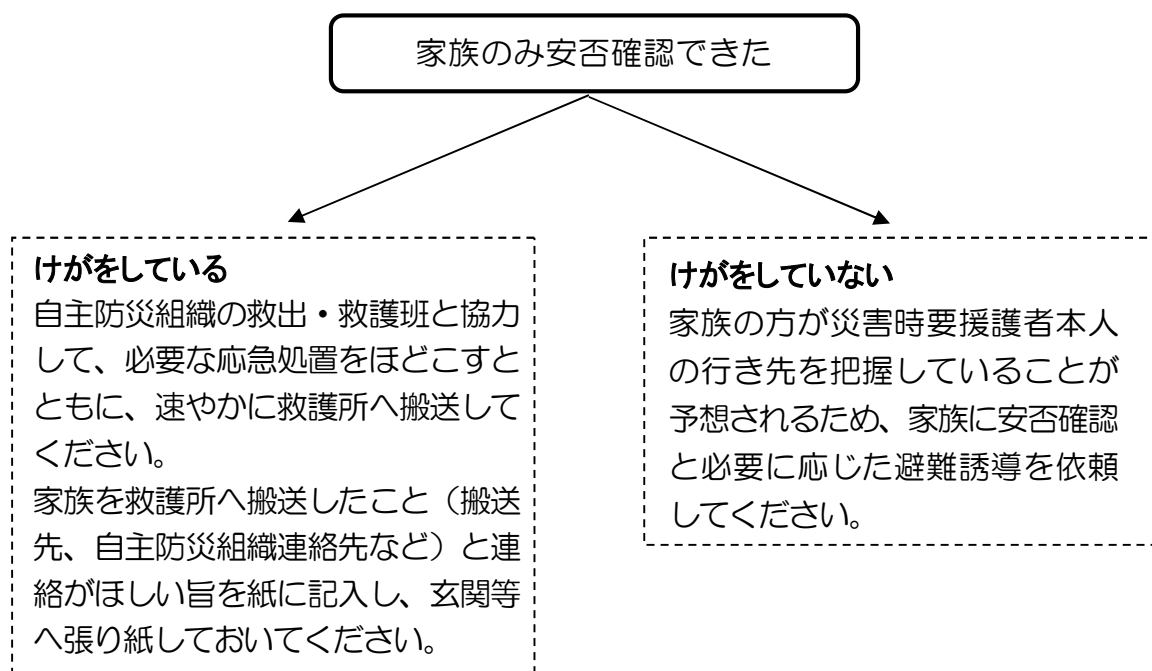 家族のみ安否確認できた
けがをしている
自主防災組織の救出・救護班と協力
して、必要な応急処置をほどこすと
ともに、速やかに救護所へ搬送して
ください。
家族を救護所へ搬送したこと（搬送
先、自主防災組織連絡先など）と連
絡がほしい旨を紙に記入し、玄関等
へ張り紙しておいてください。
けがをしていない
家族の方が災害時要援護者本人
の行き先を把握していることが
予想されるため、家族に安否確認
と必要に応じた避難誘導を依頼
してください。